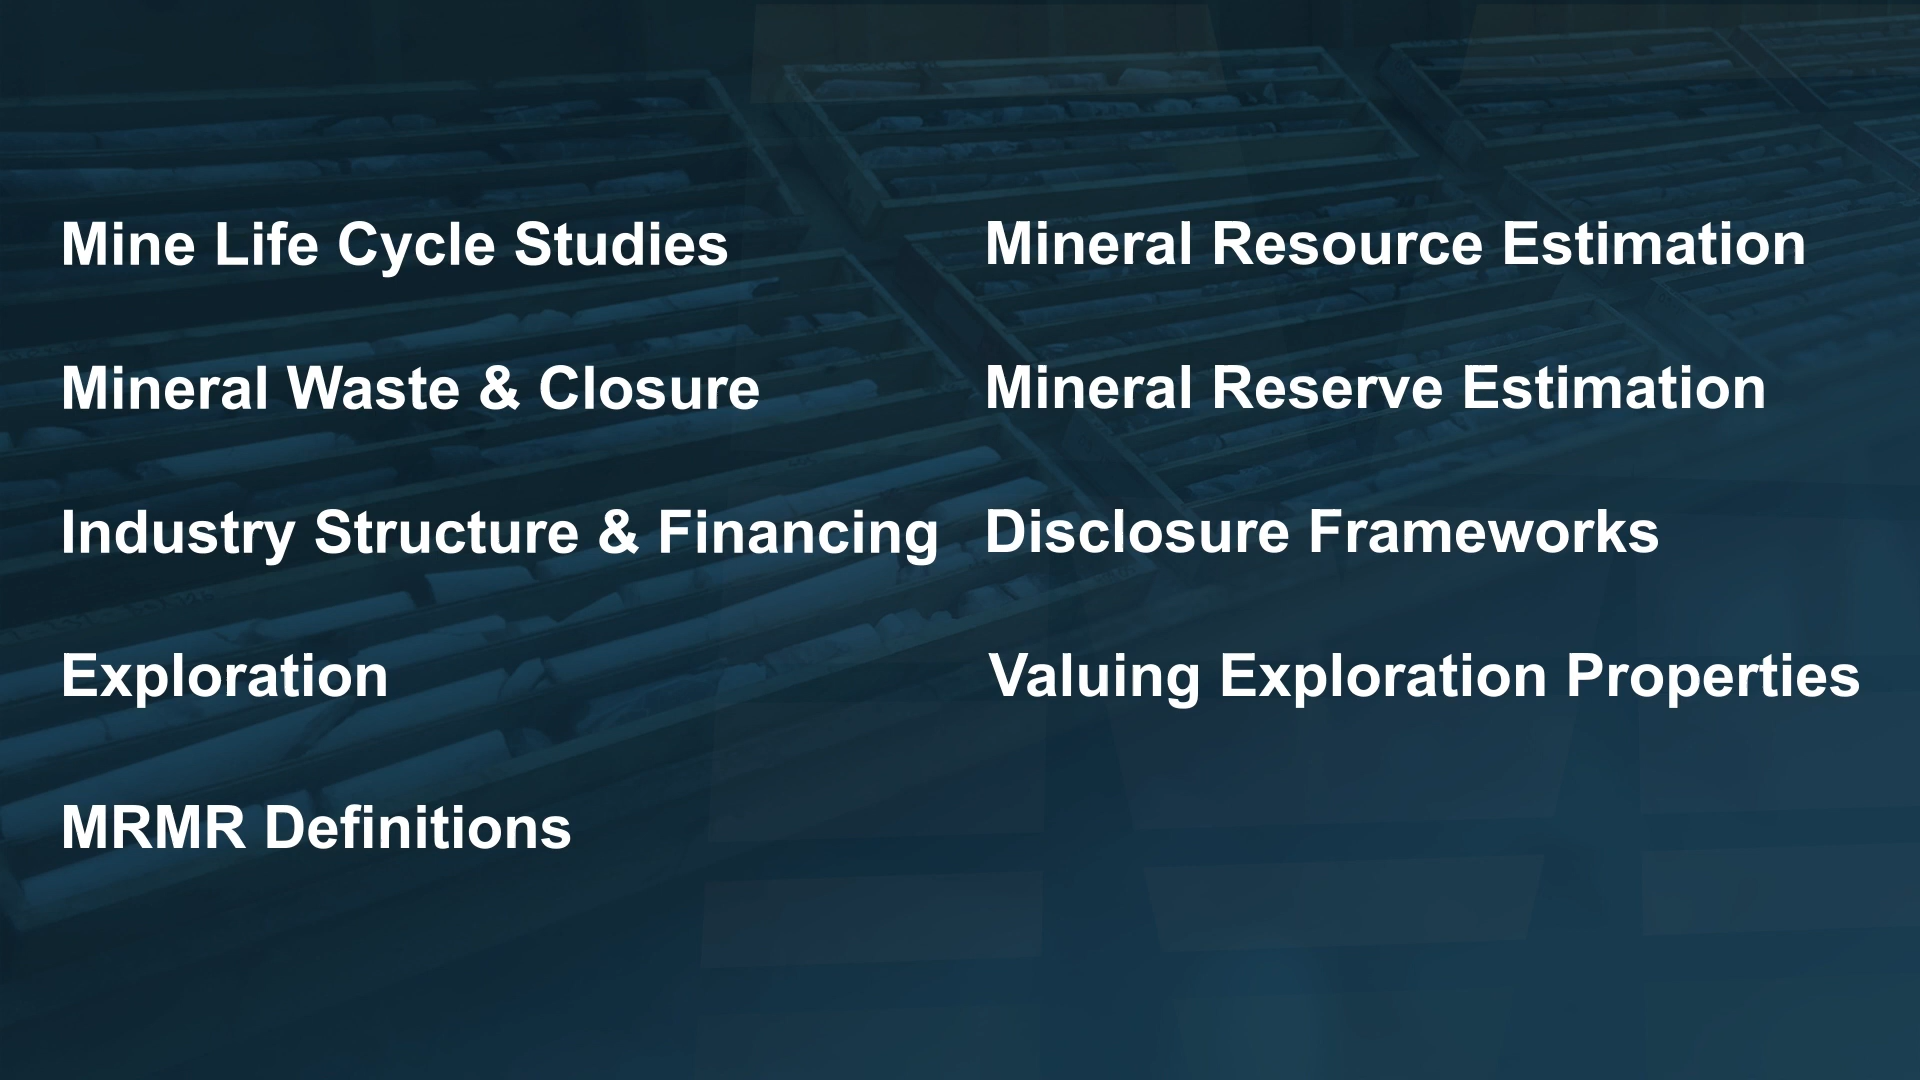 Mine Life Cycle Studies
Mineral Waste & Closure
Industry Structure & Financing
Exploration
MRMR Definitions
Mineral Resource Estimation
Mineral Reserve Estimation
Disclosure Frameworks
Valuing Exploration Properties